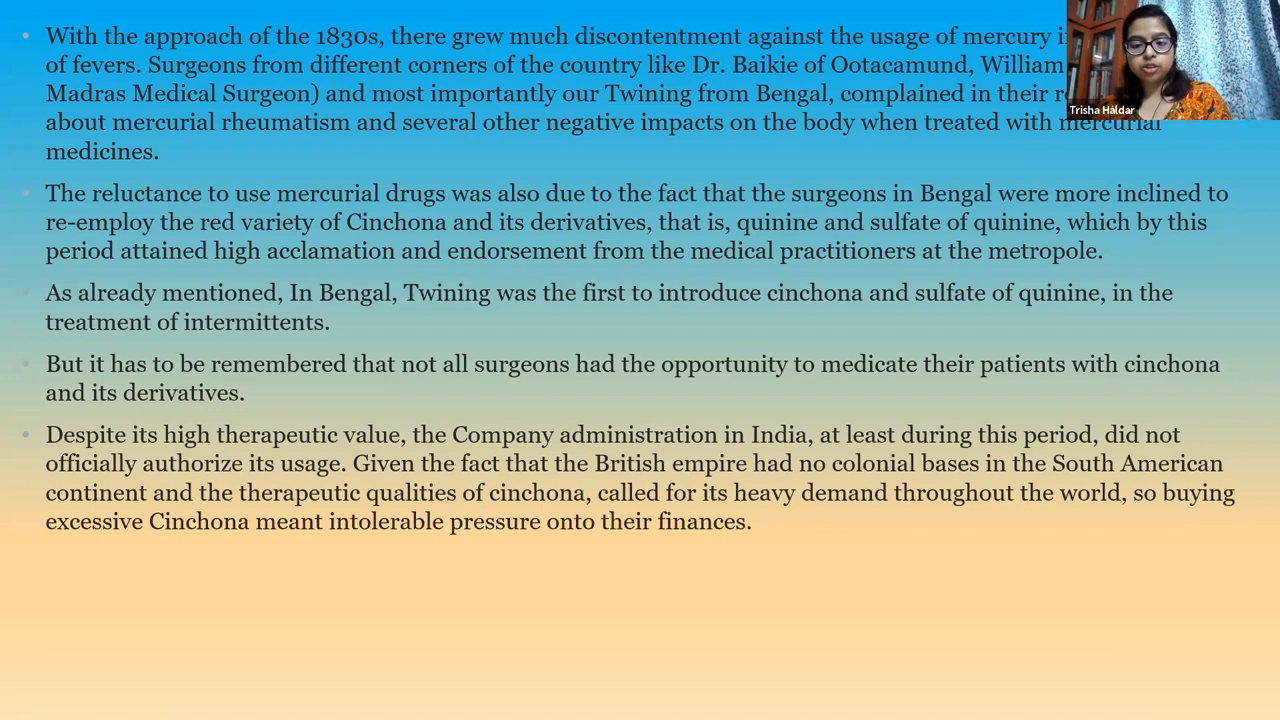 • With the approach of the 1830s, there grew much discontentment against the usage of mercury
of fevers. Surgeons from different corners of the country like Dr. Baikie of Ootacamund, William
Madras Medical Surgeon) and most importantly our Twining from Bengal, complained in their
about mercurial rheumatism and several other negative impacts on the body when treated with mercurial
medicines.
• The reluctance to use mercurial drugs was also due to the fact that the surgeons in Bengal were more inclined to
re-employ the red variety of Cinchona and its derivatives, that is, quinine and sulfate of quinine, which by this
period attained high acclamation and endorsement from the medical practitioners at the metropole.
• As already mentioned, In Bengal, Twining was the first to introduce cinchona and sulfate of quinine, in the
treatment of intermittents.
• But it has to be remembered that not all surgeons had the opportunity to medicate their patients with cinchona
and its derivatives.
• Despite its high therapeutic value, the Company administration in India, at least during this period, did not
officially authorize its usage. Given the fact that the British empire had no colonial bases in the South American
continent and the therapeutic qualities of cinchona, called for its heavy demand throughout the world, so buying
excessive Cinchona meant intolerable pressure onto their finances.
Trisha Haldar